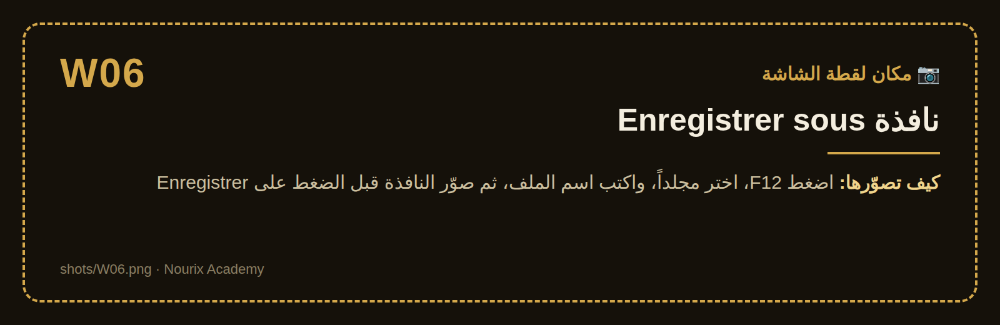 W06
📷 مكان لقطة الشاشة
نافذة Enregistrer sous
كيف تصوّرها: اضغط F12، اختر مجلداً، واكتب اسم الملف، ثم صوّر النافذة قبل الضغط على Enregistrer
shots/W06.png · Nourix Academy